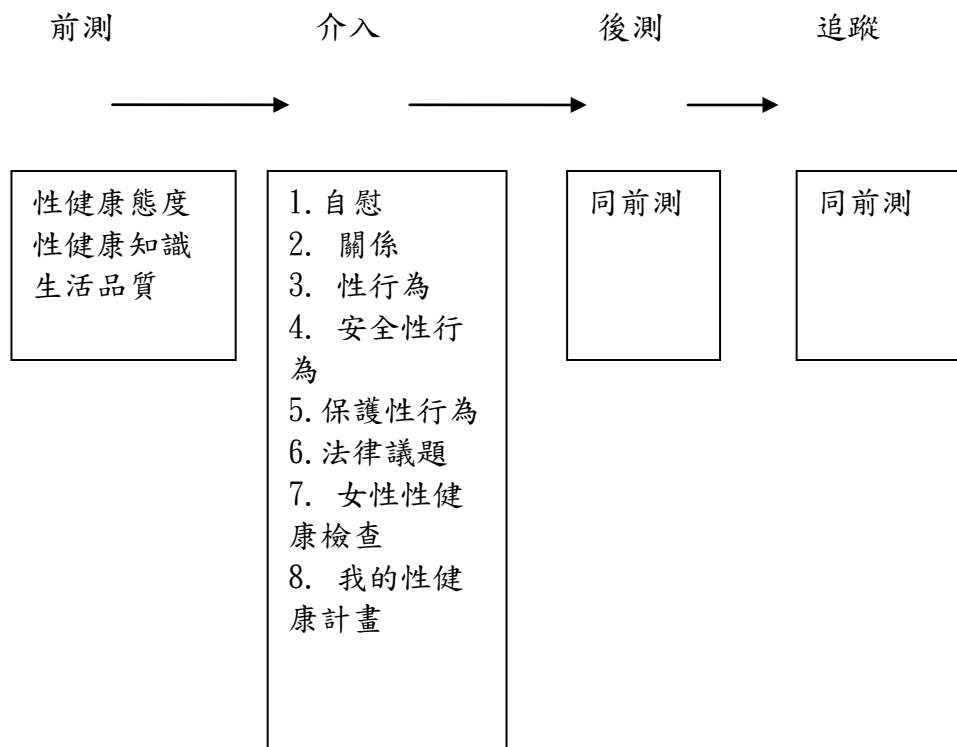 前測 介入 後測 追蹤
性健康態度
性健康知識
生活品質
1.自慰
2. 關係
3. 性行為
4. 安全性行
為
5.保護性行為
6.法律議題
7. 女性性健
康檢查
8. 我的性健
康計畫
同前測
同前測